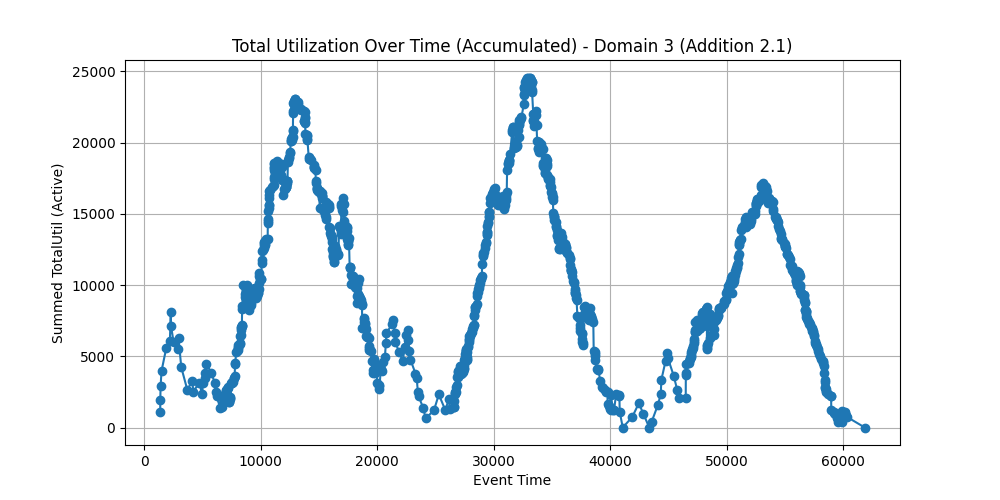 Total Utilization Over Time (Accumulated) - Domain 3 (Addition 2.1)
25000
20000
15000
10000
5000
0
Summed TotalUtil (Active)
0 10000 20000 30000 40000 50000 60000
Event Time